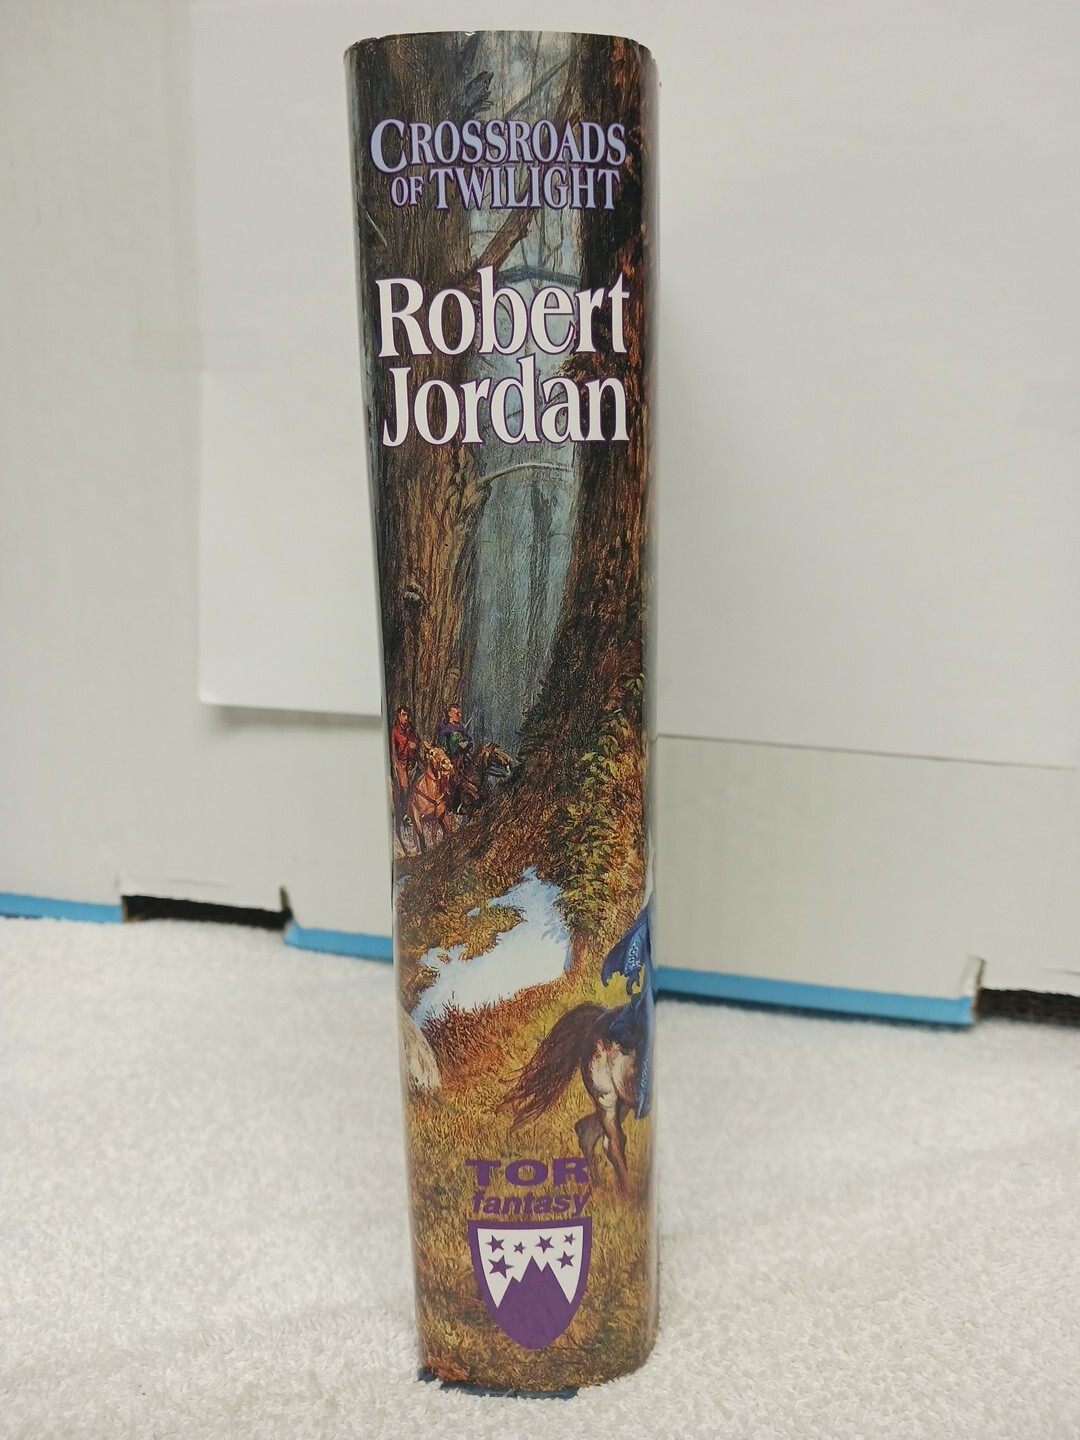 CROSSROADS
OF TWILIGHT
Robert
Jordan
TOR
fantasy